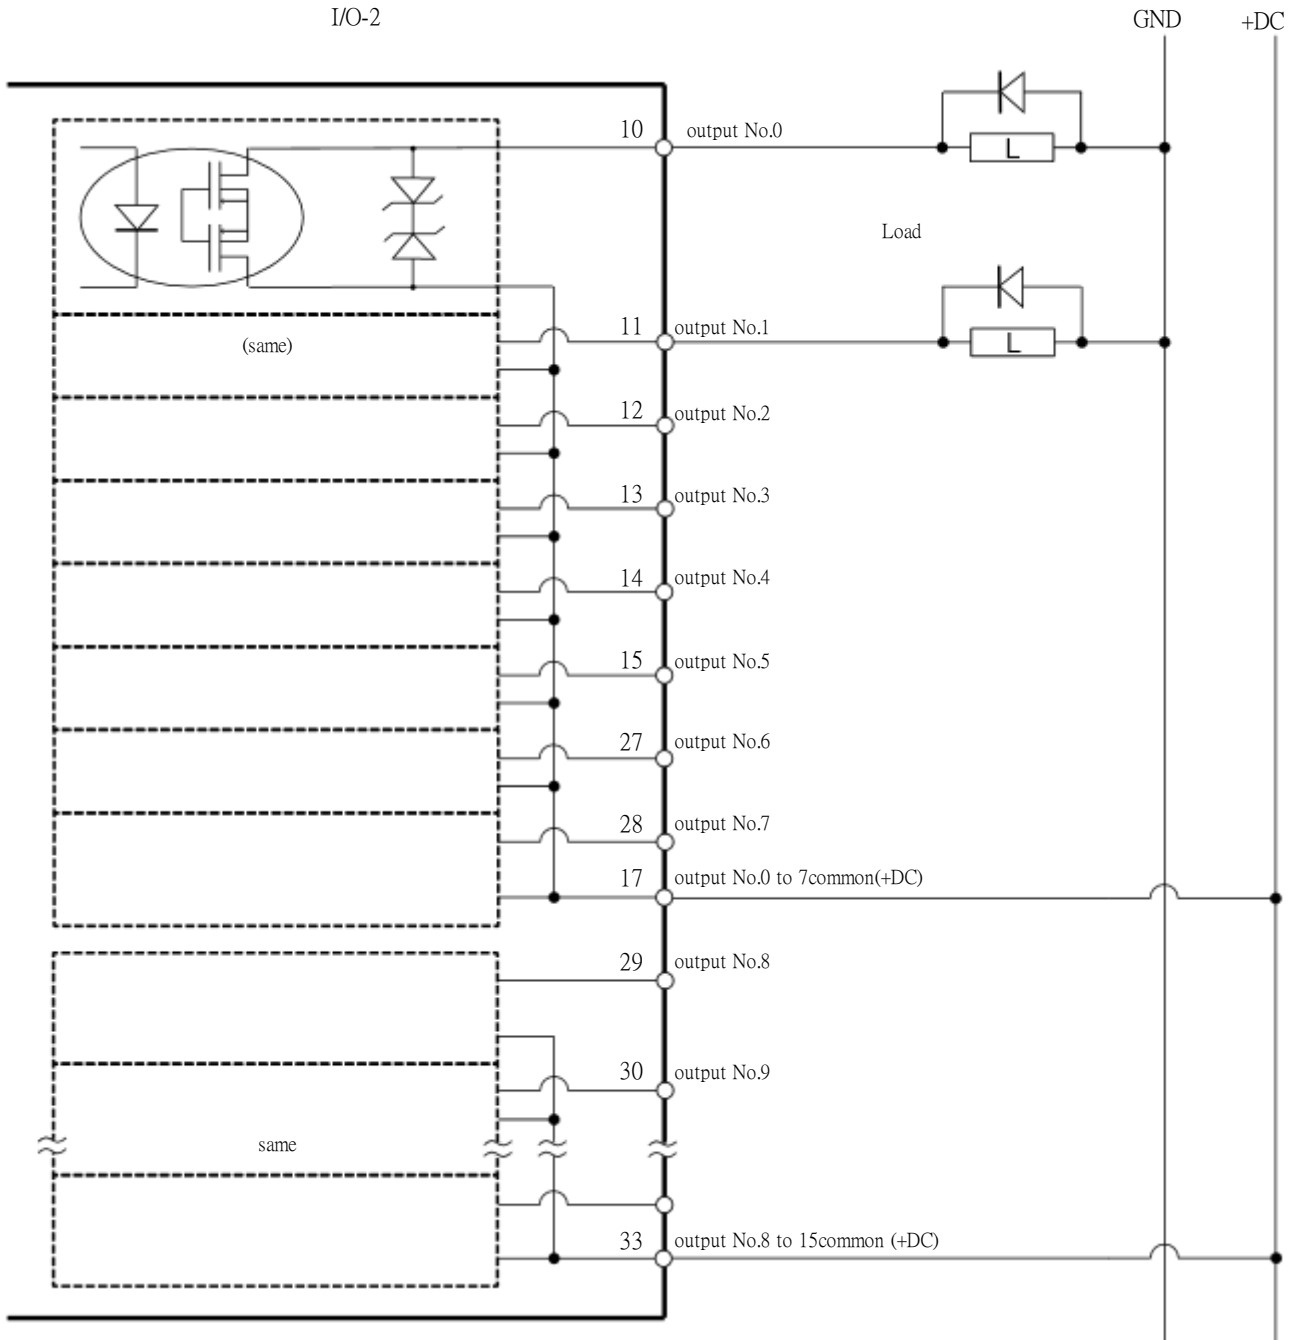 I/O-2
GND
+DC
10
output No.0
L
Load
11
output No.1
L
(same)
12
output No.2
13
output No.3
14
output No.4
15
output No.5
27
output No.6
28
output No.7
17
output No.0 to 7common(+DC)
29
output No.8
30
output No.9
same
33
output No.8 to 15common (+DC)